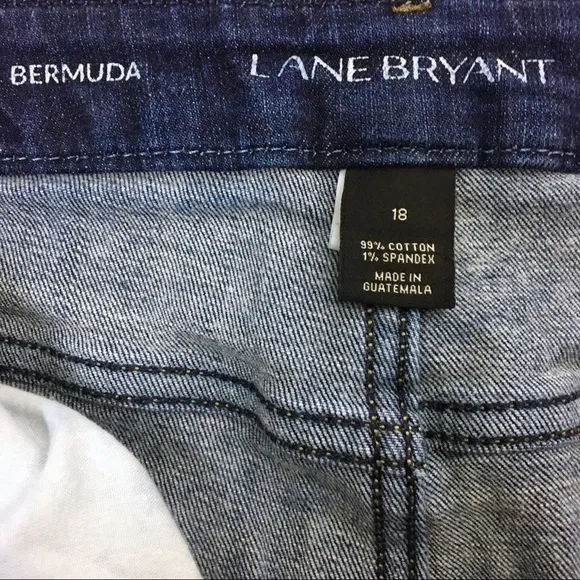 BERMUDA
LANE BRYANT
18
99% COTTON
1% SPANDEX
MADE IN
GUATEMALA